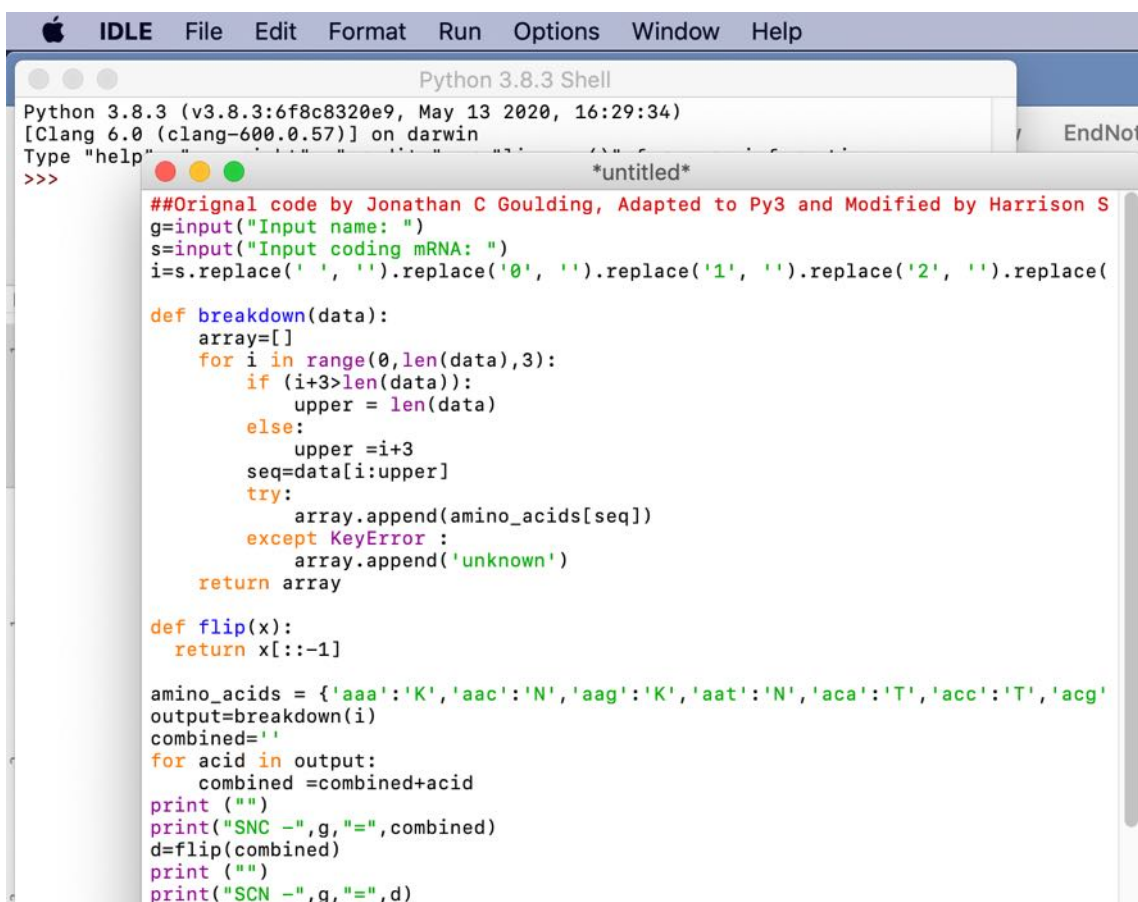 IDLE File Edit Format Run Options Window Help
Python 3.8.3 Shell
Python 3.8.3 (v3.8.3:6f8c8320e9, May 13 2020, 16:29:34)
[Clang 6.0 (clang-600.0.57)] on darwin
Type "help"
>>>
EndNot
*untitled*
##Orignal code by Jonathan C Goulding, Adapted to Py3 and Modified by Harrison S
g=input("Input name: ")
s=input("Input coding mRNA: ")
i=s.replace(' ', '').replace('0', '').replace('1', '').replace('2', '').replace(
def breakdown(data):
    array=[]
    for i in range(0,len(data),3):
        if (i+3>len(data)):
            upper = len(data)
        else:
            upper =i+3
        seq=data[i:upper]
        try:
            array.append(amino_acids[seq])
        except KeyError :
            array.append('unknown')
    return array
def flip(x):
  return x[::-1]
amino_acids = {'aaa':'K','aac':'N','aag':'K','aat':'N','aca':'T','acc':'T','acg'
output=breakdown(i)
combined=''
for acid in output:
    combined =combined+acid
print ("")
print("SNC -",g,"=",combined)
d=flip(combined)
print ("")
print("SCN -",g,"=",d)